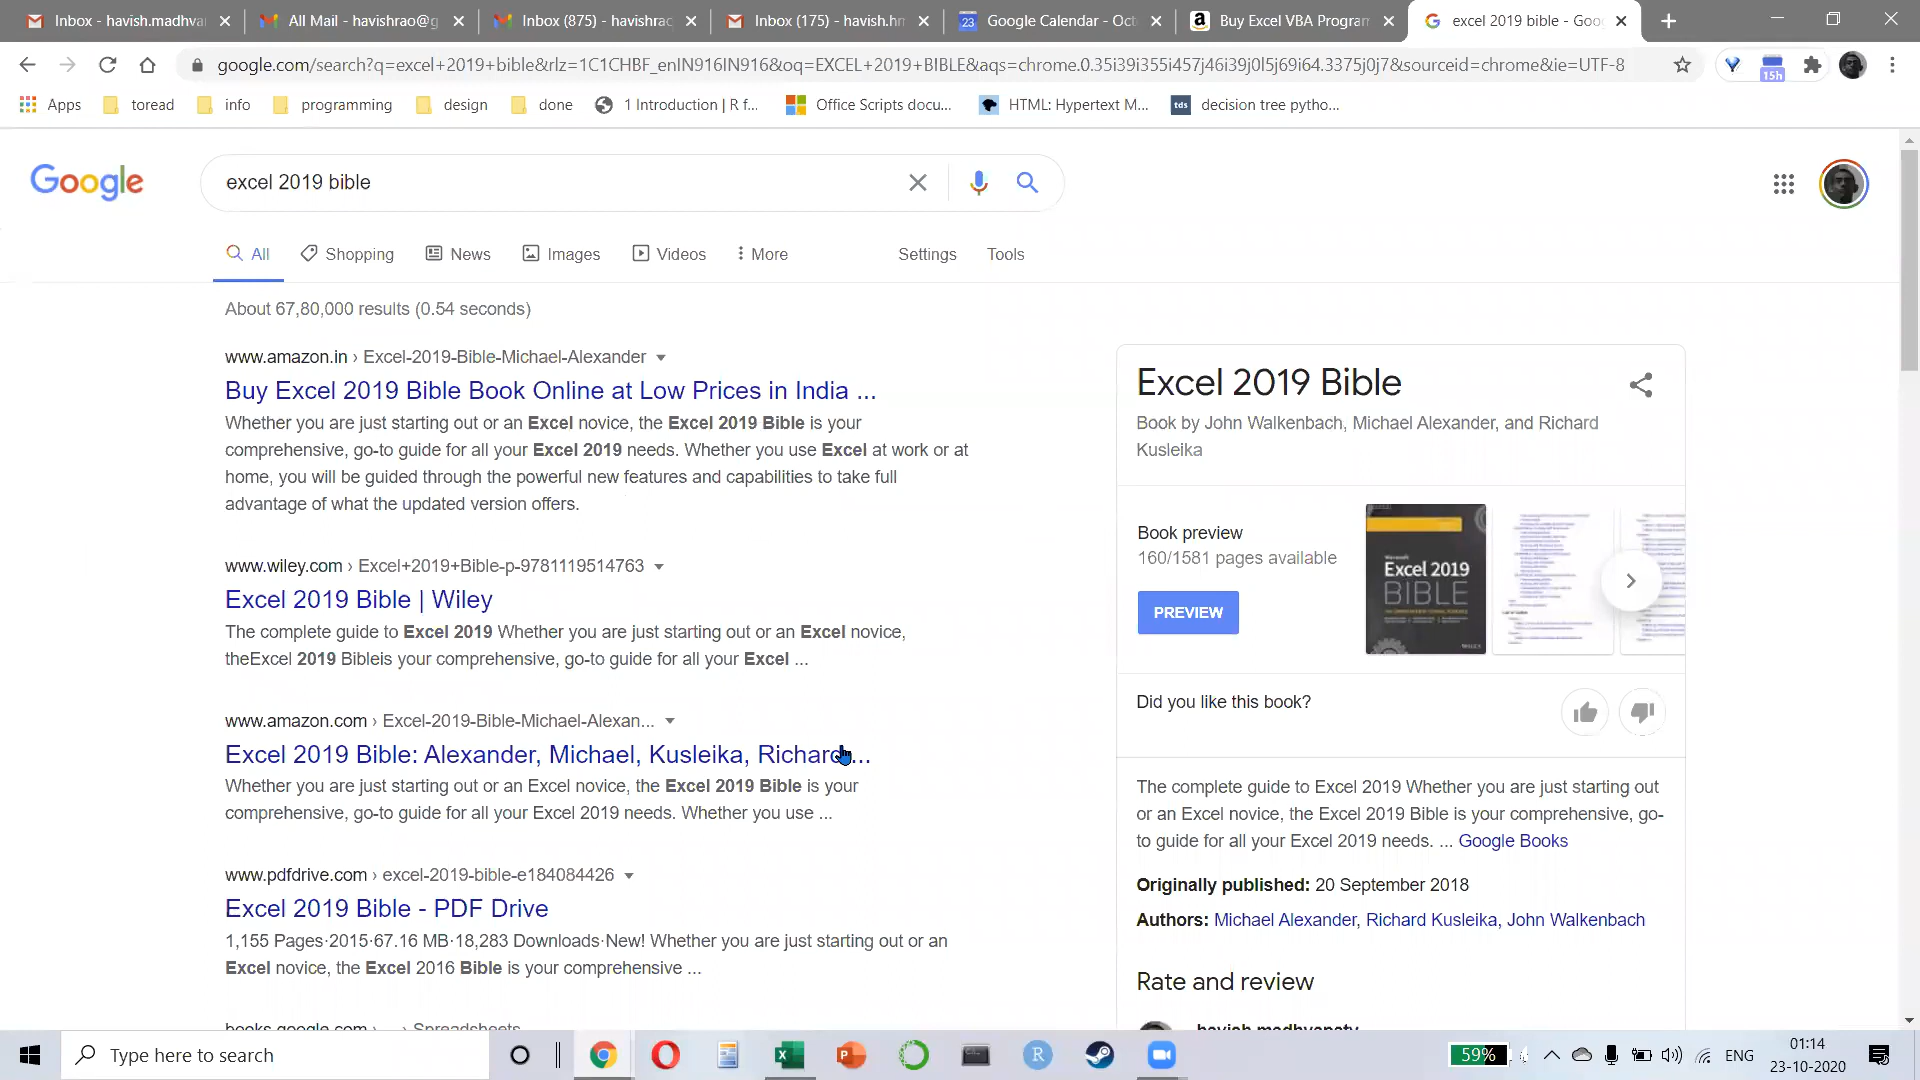 Inbox - havish.madhva
All Mail - havishrao@g
Inbox (875) - havishrao
Inbox (175) - havish.hr
23
Google Calendar - Oct
Buy Excel VBA Program
excel 2019 bible - Goo
google.com/search?q=excel+2019+bible&rlz=1C1CHBF_enIN916IN916&oq=EXCEL+2019+BIBLE&aqs=chrome.0.35i39i355i457j46i39j0l5j69i64.3375j0j7&sourceid=chrome&ie=UTF-8
15h
Apps
toread
info
programming
design
done
1 Introduction | R f...
Office Scripts docu...
HTML: Hypertext M...
tds
decision tree pytho...
Google
excel 2019 bible
All
Shopping
News
Images
Videos
More
Settings
Tools
About 67,80,000 results (0.54 seconds)
www.amazon.in › Excel-2019-Bible-Michael-Alexander
Buy Excel 2019 Bible Book Online at Low Prices in India ...
Whether you are just starting out or an Excel novice, the Excel 2019 Bible is your
comprehensive, go-to guide for all your Excel 2019 needs. Whether you use Excel at work or at
home, you will be guided through the powerful new features and capabilities to take full
advantage of what the updated version offers.
www.wiley.com › Excel+2019+Bible-p-9781119514763
Excel 2019 Bible | Wiley
The complete guide to Excel 2019 Whether you are just starting out or an Excel novice,
theExcel 2019 Bibleis your comprehensive, go-to guide for all your Excel ...
www.amazon.com › Excel-2019-Bible-Michael-Alexan...
Excel 2019 Bible: Alexander, Michael, Kusleika, Richard ...
Whether you are just starting out or an Excel novice, the Excel 2019 Bible is your
comprehensive, go-to guide for all your Excel 2019 needs. Whether you use ...
www.pdfdrive.com › excel-2019-bible-e184084426
Excel 2019 Bible - PDF Drive
1,155 Pages·2015·67.16 MB·18,283 Downloads·New! Whether you are just starting out or an
Excel novice, the Excel 2016 Bible is your comprehensive ...
books.google.com › ... › Spreadsheets
Excel 2019 Bible
Book by John Walkenbach, Michael Alexander, and Richard
Kusleika
Book preview
160/1581 pages available
PREVIEW
Excel 2019
BIBLE
WILEY
Did you like this book?
The complete guide to Excel 2019 Whether you are just starting out
or an Excel novice, the Excel 2019 Bible is your comprehensive, go-
to guide for all your Excel 2019 needs. ... Google Books
Originally published: 20 September 2018
Authors: Michael Alexander, Richard Kusleika, John Walkenbach
Rate and review
havish madhvapaty
Type here to search
59%
ENG
01:14
23-10-2020